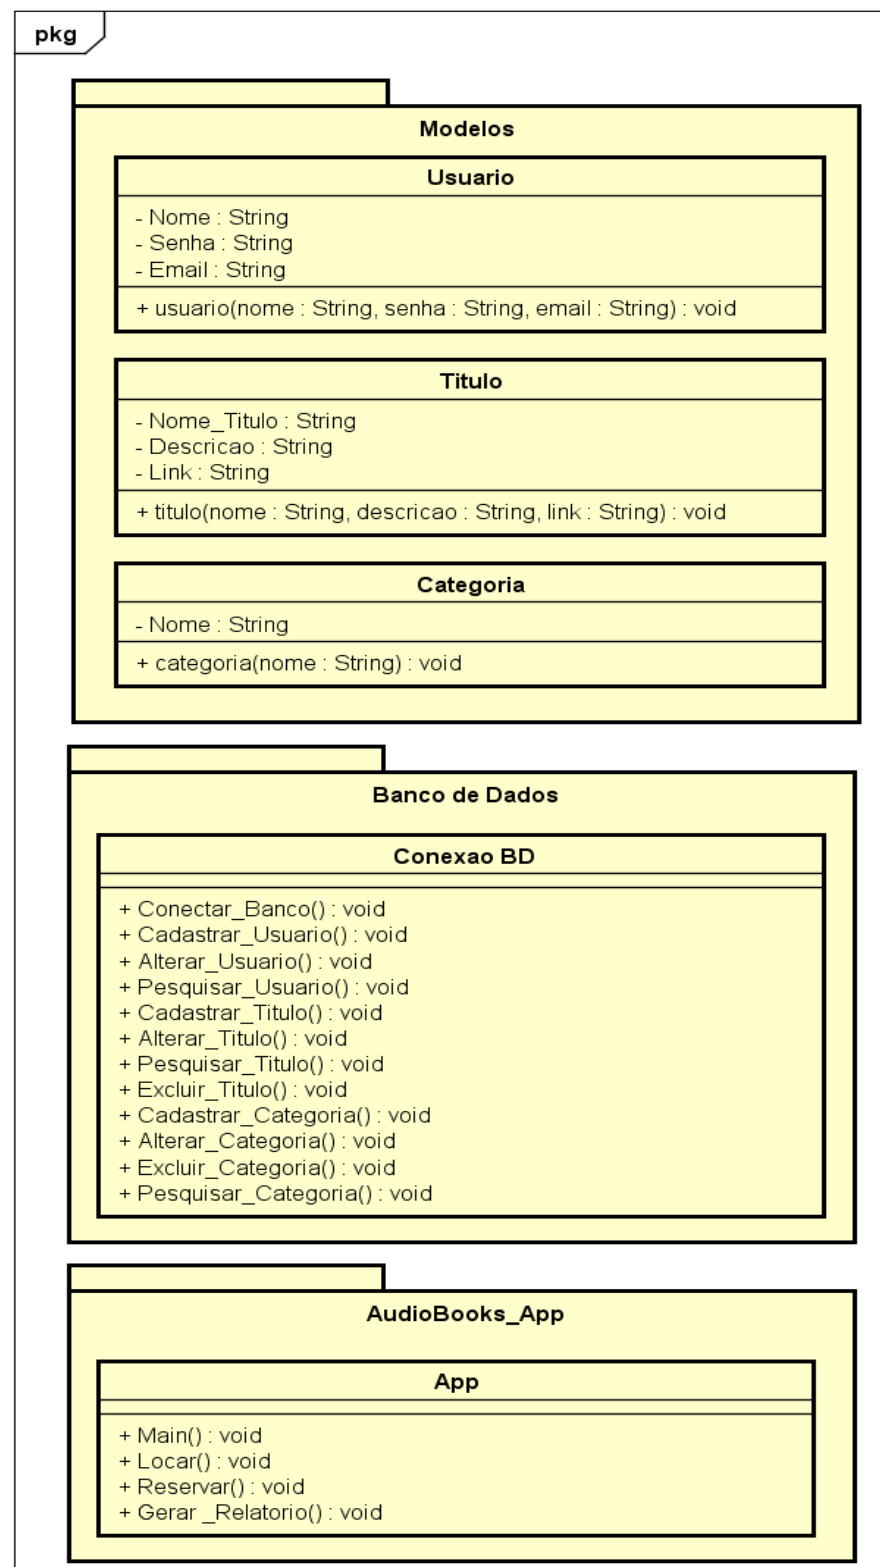 pkg
Modelos
Usuario
- Nome : String
- Senha : String
- Email : String
+ usuario(nome : String, senha : String, email : String) : void
Titulo
- Nome_Titulo : String
- Descricao : String
- Link : String
+ titulo(nome : String, descricao : String, link : String) : void
Categoria
- Nome : String
+ categoria(nome : String) : void
Banco de Dados
Conexao BD
+ Conectar_Banco() : void
+ Cadastrar_Usuario() : void
+ Alterar_Usuario() : void
+ Pesquisar_Usuario() : void
+ Cadastrar_Titulo() : void
+ Alterar_Titulo() : void
+ Pesquisar_Titulo() : void
+ Excluir_Titulo() : void
+ Cadastrar_Categoria() : void
+ Alterar_Categoria() : void
+ Excluir_Categoria() : void
+ Pesquisar_Categoria() : void
AudioBooks_App
App
+ Main() : void
+ Locar() : void
+ Reservar() : void
+ Gerar _Relatorio() : void